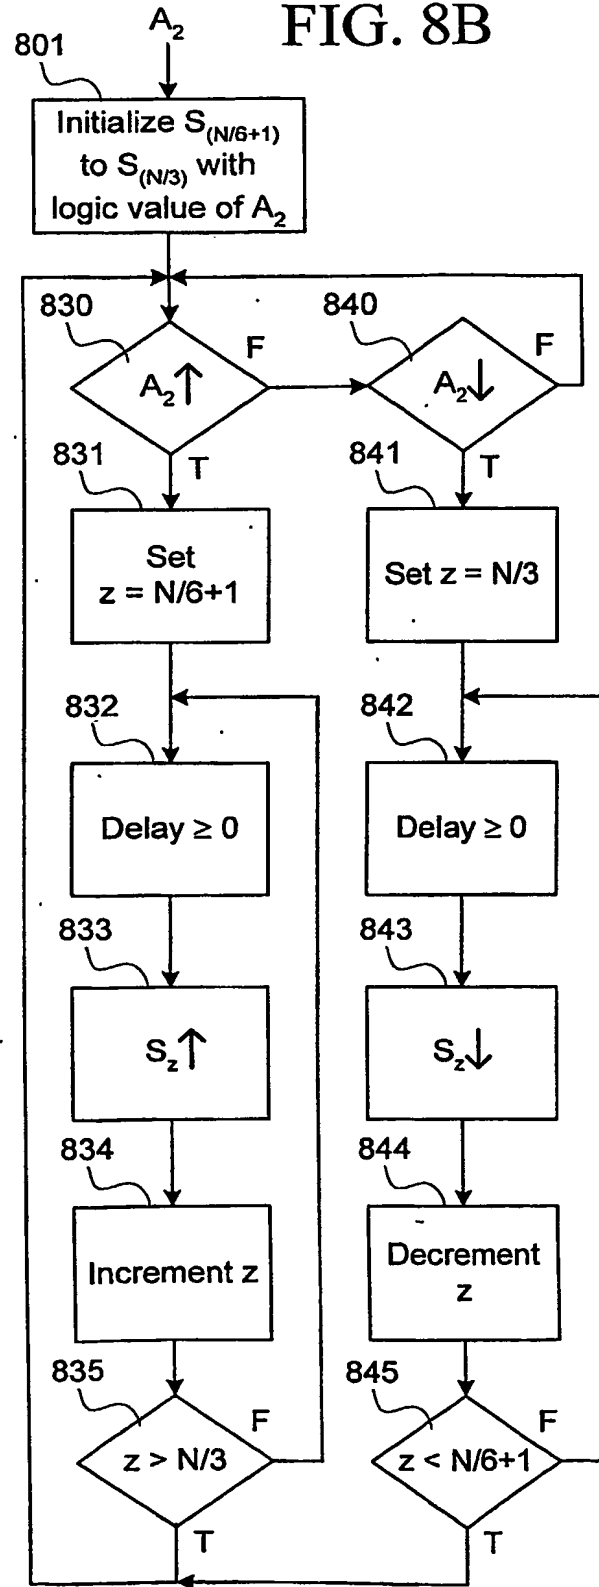 FIG. 8B
A₂
801
Initialize S₍N/6+1₎
to S₍N/3₎ with
logic value of A₂
830
840
A₂↑
F
A₂↓
F
T
T
831
841
Set
z = N/6+1
Set z = N/3
832
842
Delay ≥ 0
Delay ≥ 0
833
843
S_z↑
S_z↓
834
844
Increment z
Decrement
z
835
845
z > N/3
F
z < N/6+1
F
T
T